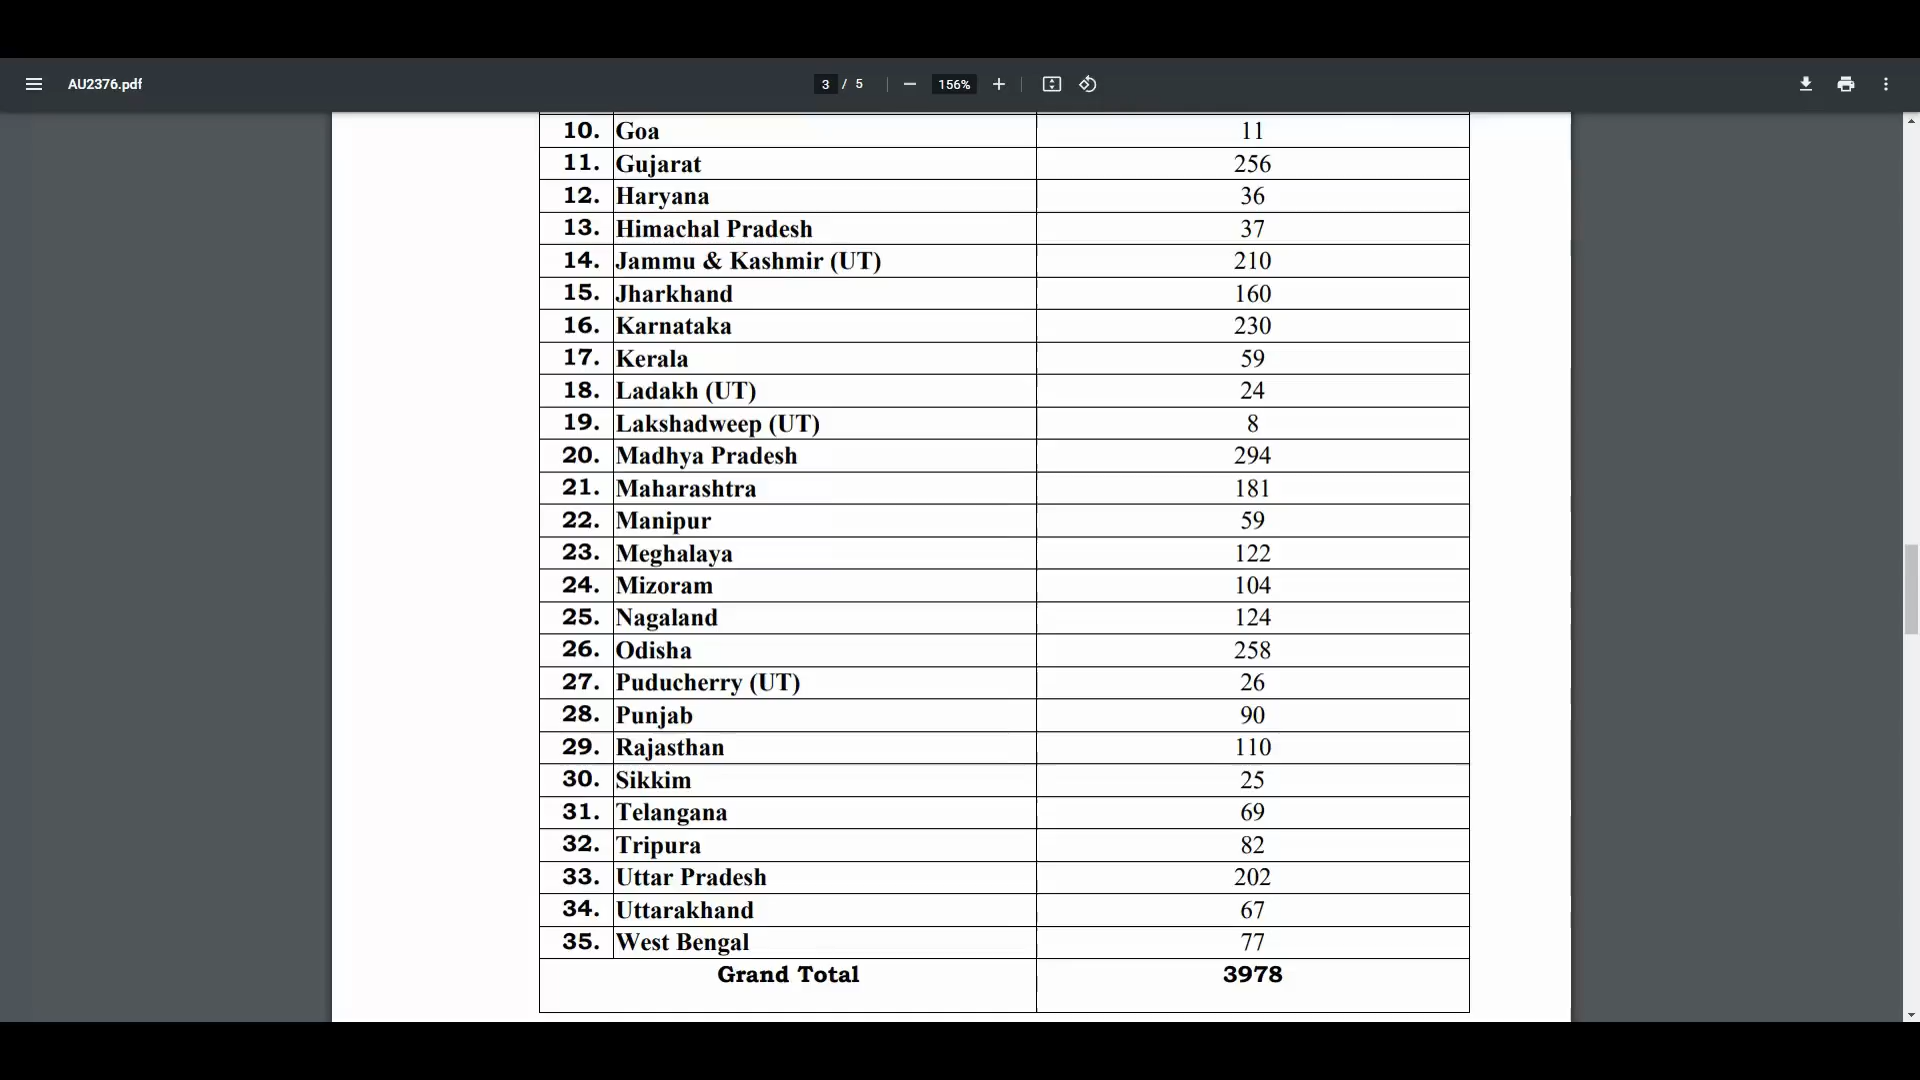 AU2376.pdf 3 / 5 156%
10. Goa 11
11. Gujarat 256
12. Haryana 36
13. Himachal Pradesh 37
14. Jammu & Kashmir (UT) 210
15. Jharkhand 160
16. Karnataka 230
17. Kerala 59
18. Ladakh (UT) 24
19. Lakshadweep (UT) 8
20. Madhya Pradesh 294
21. Maharashtra 181
22. Manipur 59
23. Meghalaya 122
24. Mizoram 104
25. Nagaland 124
26. Odisha 258
27. Puducherry (UT) 26
28. Punjab 90
29. Rajasthan 110
30. Sikkim 25
31. Telangana 69
32. Tripura 82
33. Uttar Pradesh 202
34. Uttarakhand 67
35. West Bengal 77
Grand Total 3978